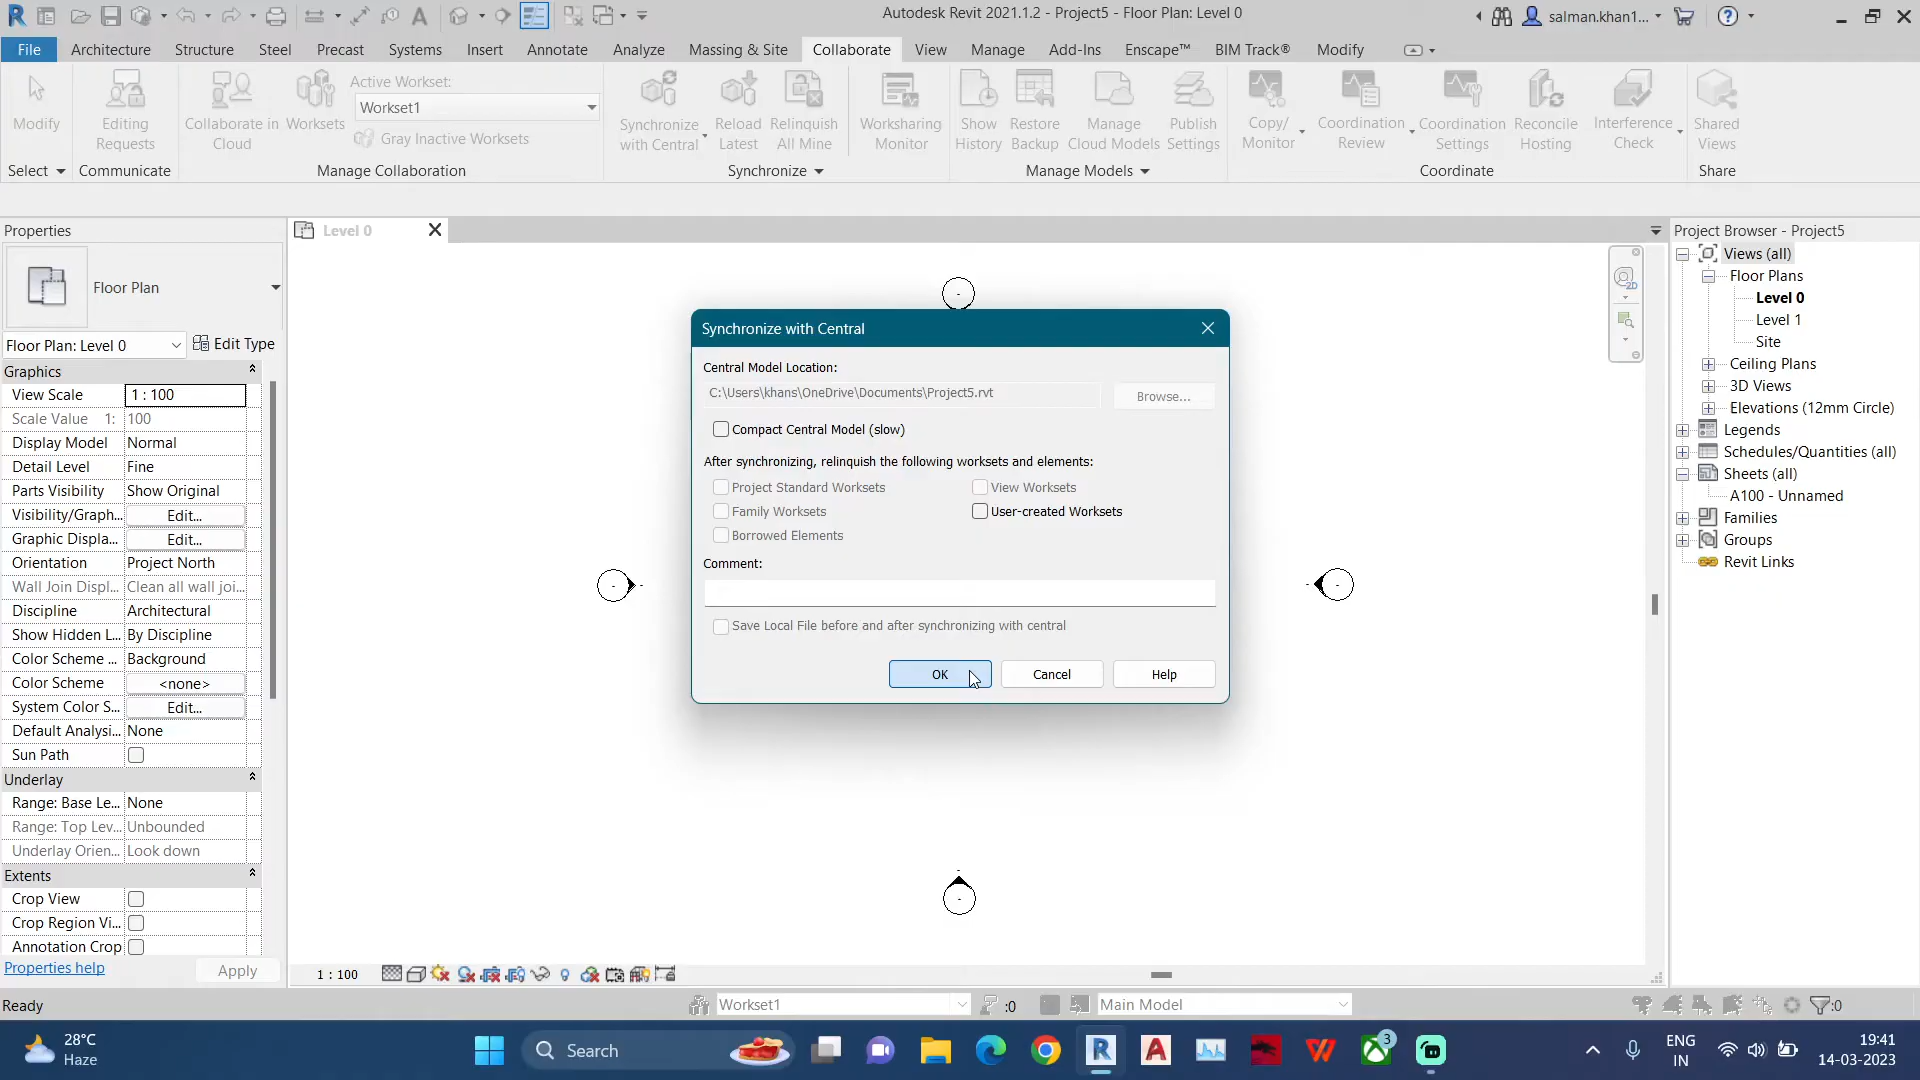 Autodesk Revit 2021.1.2 - Project5 - Floor Plan: Level 0
salman.khan1...
File
Architecture
Structure
Steel
Precast
Systems
Insert
Annotate
Analyze
Massing & Site
Collaborate
View
Manage
Add-Ins
Enscape™
BIM Track®
Modify
Modify
Editing
Requests
Collaborate in
Cloud
Worksets
Active Workset:
Workset1
Gray Inactive Worksets
Synchronize
with Central
Reload
Latest
Relinquish
All Mine
Worksharing
Monitor
Show
History
Restore
Backup
Manage
Cloud Models
Publish
Settings
Copy/
Monitor
Coordination
Review
Coordination
Settings
Reconcile
Hosting
Interference
Check
Shared
Views
Select
Communicate
Manage Collaboration
Synchronize
Manage Models
Coordinate
Share
Properties
Floor Plan
Floor Plan: Level 0
Edit Type
Graphics
View Scale 1 : 100
Scale Value 1: 100
Display Model Normal
Detail Level Fine
Parts Visibility Show Original
Visibility/Graph... Edit...
Graphic Displa... Edit...
Orientation Project North
Wall Join Displ... Clean all wall joi...
Discipline Architectural
Show Hidden L... By Discipline
Color Scheme ... Background
Color Scheme <none>
System Color S... Edit...
Default Analysi... None
Sun Path
Underlay
Range: Base Le... None
Range: Top Lev... Unbounded
Underlay Orien... Look down
Extents
Crop View
Crop Region Vi...
Annotation Crop
Properties help
Apply
Level 0
2D
Synchronize with Central
Central Model Location:
C:\Users\khans\OneDrive\Documents\Project5.rvt
Browse...
Compact Central Model (slow)
After synchronizing, relinquish the following worksets and elements:
Project Standard Worksets
View Worksets
Family Worksets
User-created Worksets
Borrowed Elements
Comment:
Save Local File before and after synchronizing with central
OK
Cancel
Help
Project Browser - Project5
Views (all)
Floor Plans
Level 0
Level 1
Site
Ceiling Plans
3D Views
Elevations (12mm Circle)
Legends
Schedules/Quantities (all)
Sheets (all)
A100 - Unnamed
Families
Groups
Revit Links
1 : 100
Ready
Workset1
:0
Main Model
:0
28°C
Haze
Search
3
ENG
IN
19:41
14-03-2023